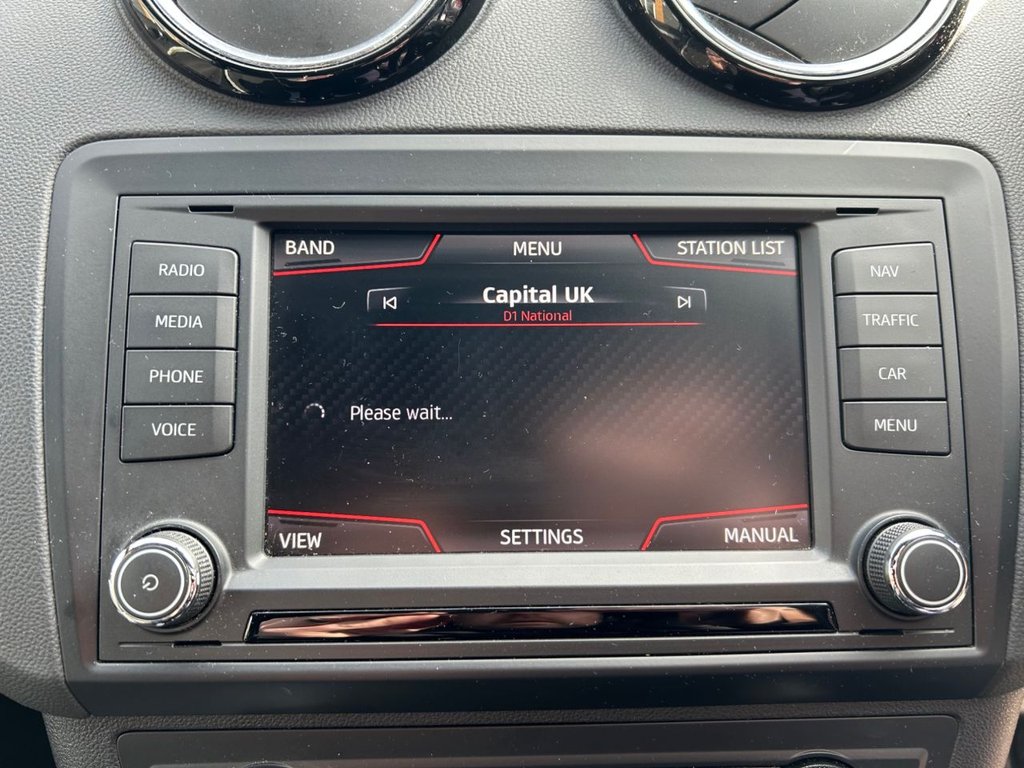 BAND MENU STATION LIST
Capital UK
D1 National
Please wait...
VIEW SETTINGS MANUAL
RADIO
MEDIA
PHONE
VOICE
NAV
TRAFFIC
CAR
MENU